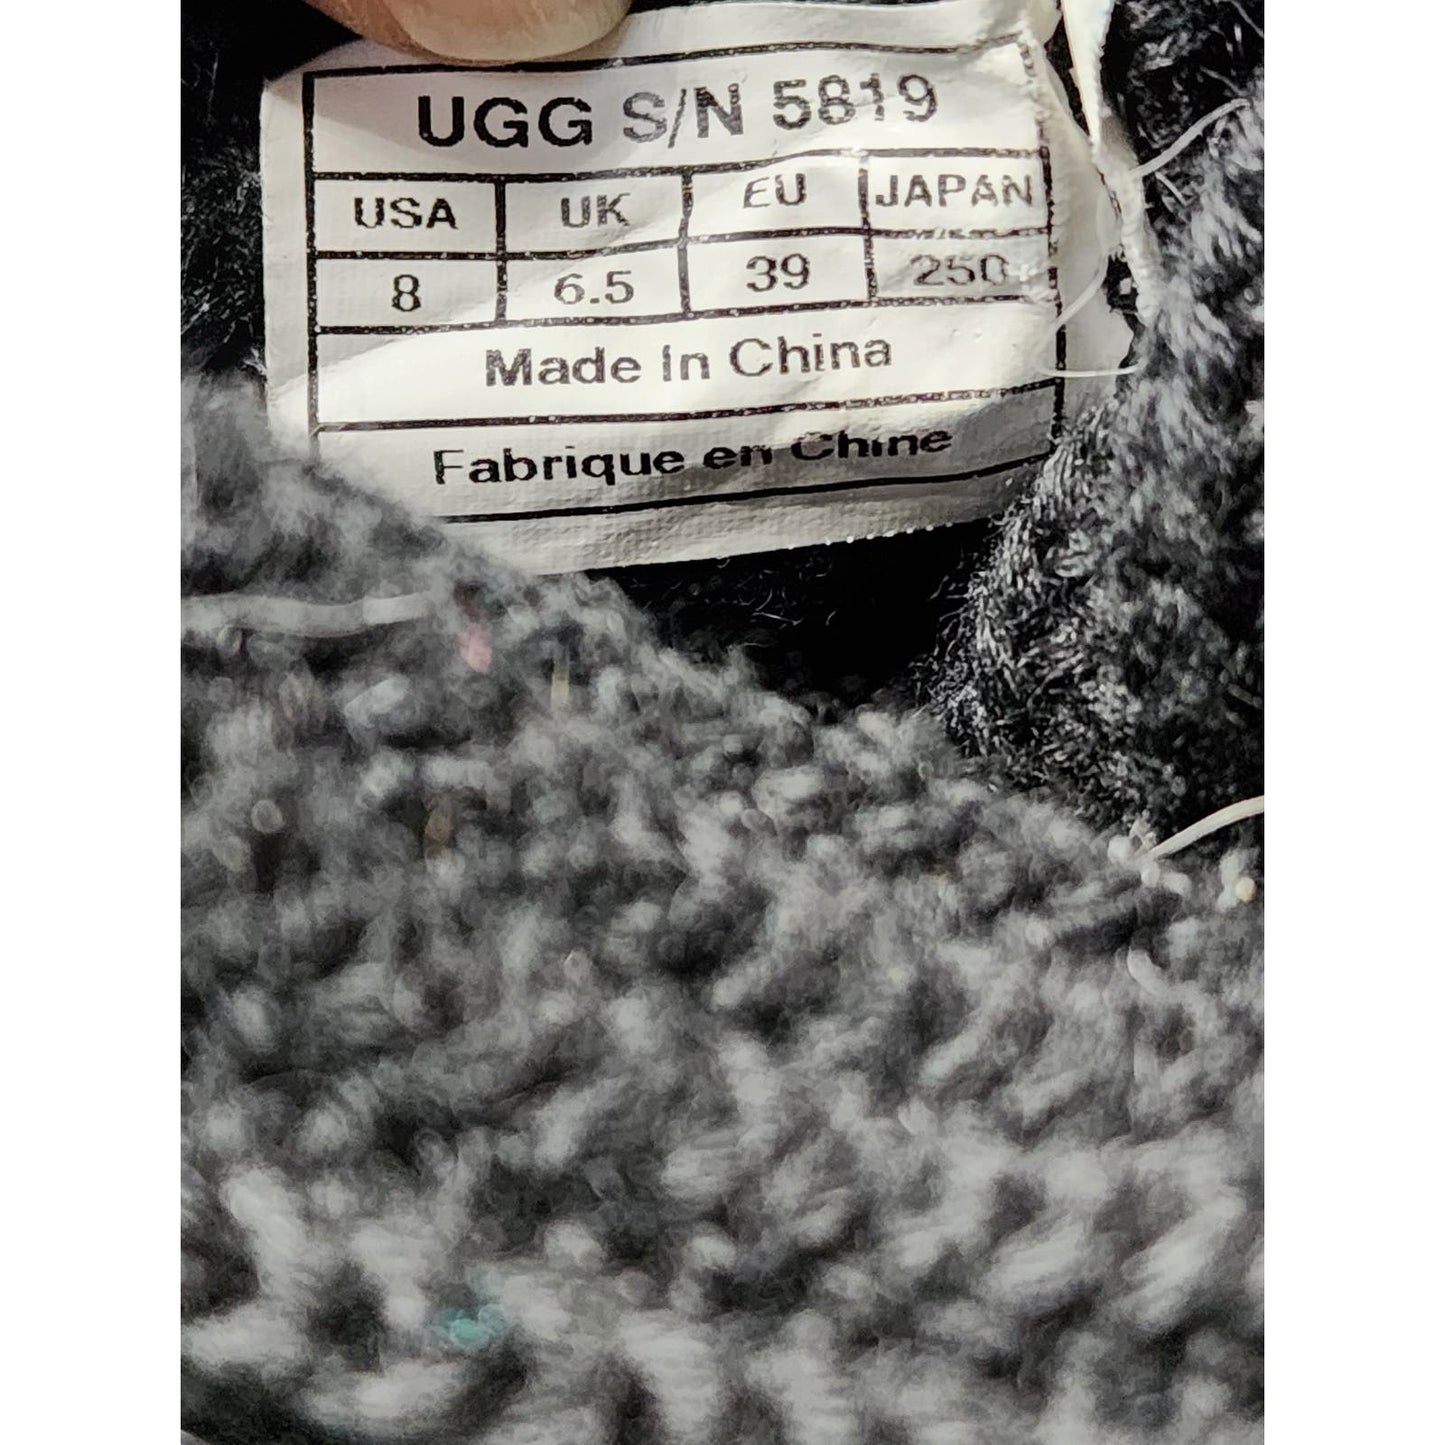 UGG S/N 5819
USA UK EU JAPAN
8 6.5 39 250
Made In China
Fabrique en Chine